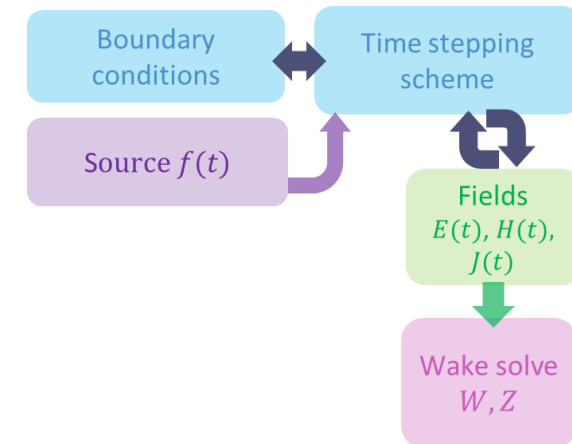 Boundary
conditions
Time stepping
scheme
Source f(t)
Fields
E(t), H(t),
J(t)
Wake solve
W, Z